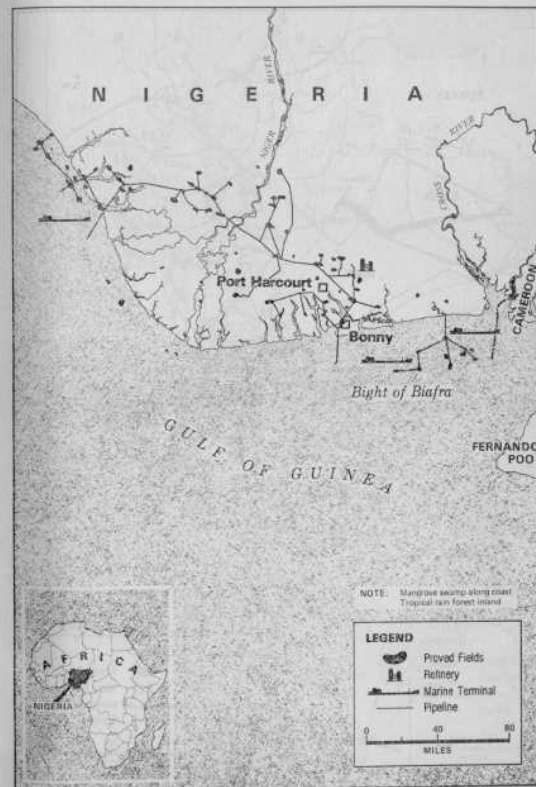 NIGERIA
NIGER RIVER
CROSS RIVER
CAMEROON
Port Harcourt
Bonny
Bight of Biafra
GULF OF GUINEA
FERNANDO
POO
NOTE: Mangrove swamp along coast
Tropical rain forest inland
AFRICA
NIGERIA
LEGEND
Proved Fields
Refinery
Marine Terminal
Pipeline
0 40 80
MILES